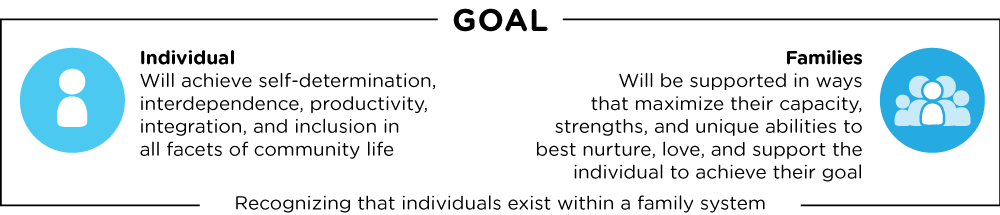 GOAL
Individual
Will achieve self-determination,
interdependence, productivity,
integration, and inclusion in
all facets of community life
Families
Will be supported in ways
that maximize their capacity,
strengths, and unique abilities to
best nurture, love, and support the
individual to achieve their goal
Recognizing that individuals exist within a family system